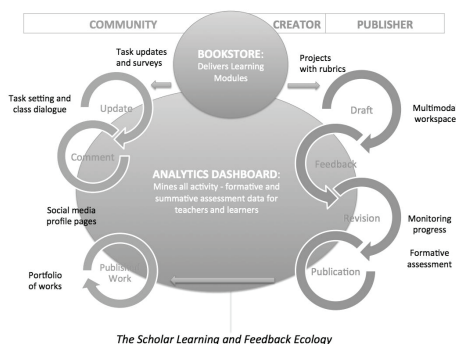 COMMUNITY
CREATOR
PUBLISHER
BOOKSTORE:
Delivers Learning
Modules
Task updates
and surveys
Projects
with rubrics
Task setting and
class dialogue
Update
Draft
Multimoda
workspace
Comment
Feedback
ANALYTICS DASHBOARD:
Mines all activity - formative and
summative assessment data for
teachers and learners
Social media
profile pages
Revision
Monitoring
progress
Formative
assessment
Portfolio
of works
Publish
Work
Publication
The Scholar Learning and Feedback Ecology